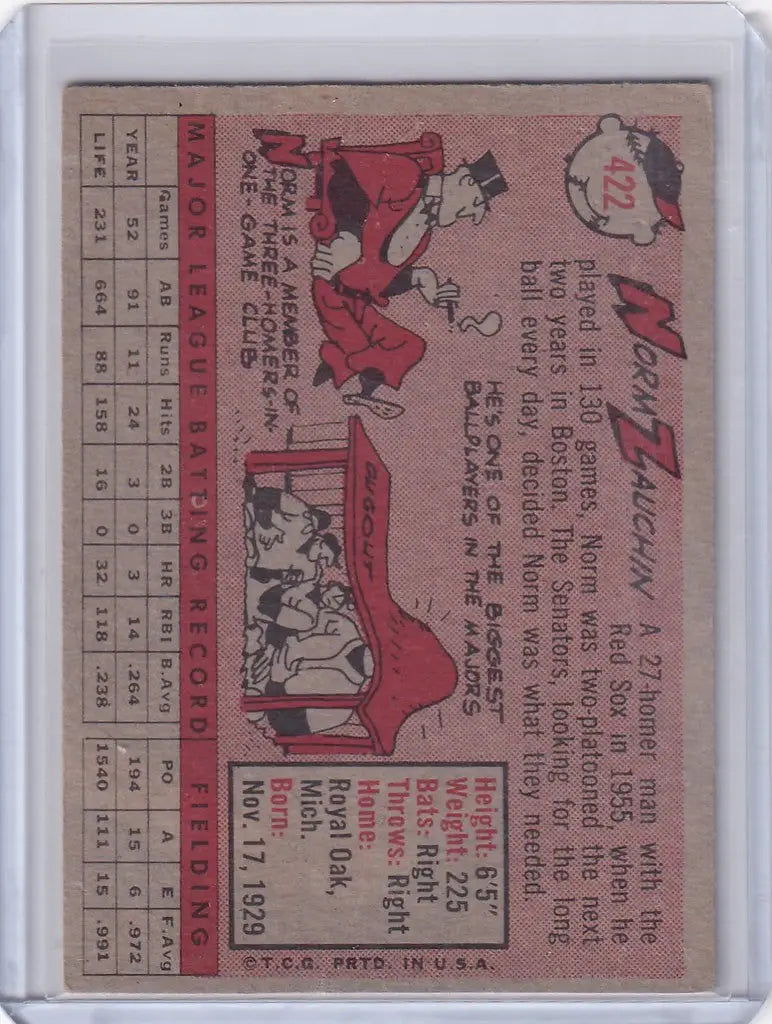 422
NORM ZAUCHIN A 27-homer man with the
Red Sox in 1955, when he
played in 130 games, Norm was two-platooned the next
two years in Boston. The Senators, looking for the long
ball every day, decided Norm was what they needed.
HE'S ONE OF THE BIGGEST
BALLPLAYERS IN THE MAJORS
DUGOUT
NORM IS A MEMBER OF
THE THREE-HOMERS-IN-
ONE-GAME CLUB
Height: 6'5"
Weight: 225
Bats: Right
Throws: Right
Home:
Royal Oak,
Mich.
Born:
Nov. 17, 1929
©T.C.G. PRTD. IN U.S.A.
MAJOR LEAGUE BATTING RECORD FIELDING
Games AB Runs Hits 2B 3B HR RBI B.Avg PO A E F.Avg
YEAR 52 91 11 24 3 0 3 14 .264 194 15 6 .972
LIFE 231 664 88 158 16 0 32 118 .238 1540 111 15 .991